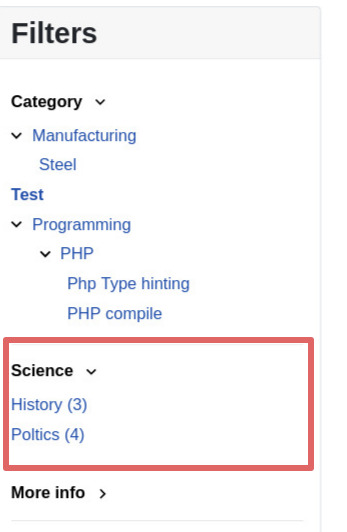 Filters
Category
Manufacturing
Steel
Test
Programming
PHP
Php Type hinting
PHP compile
Science
History (3)
Poltics (4)
More info